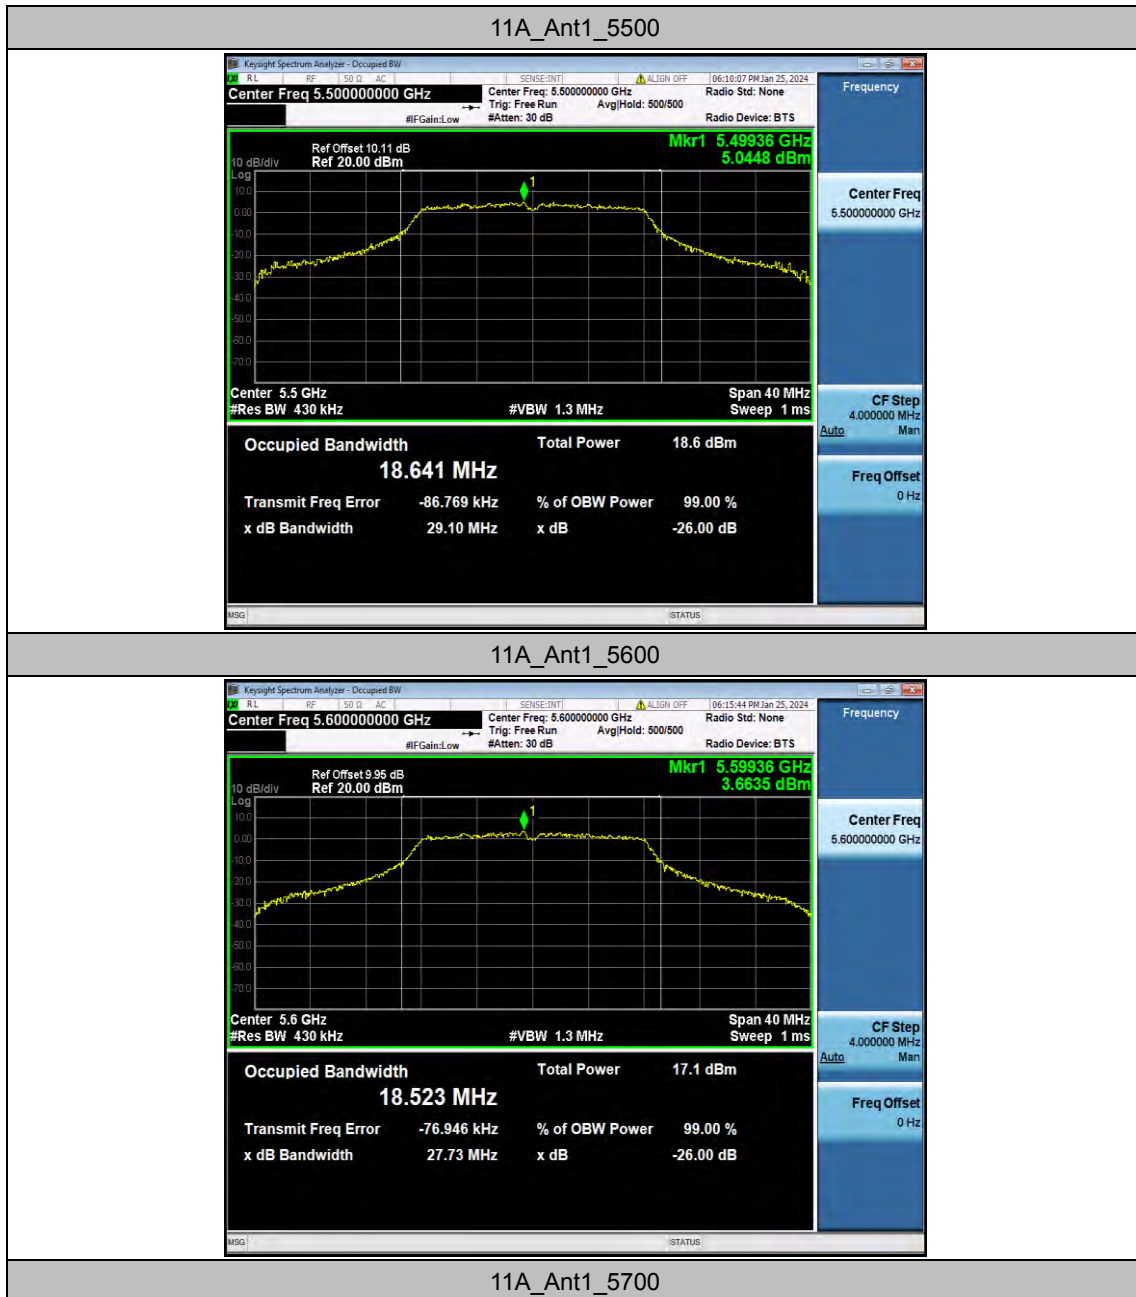 11A_Ant1_5500
Keysight Spectrum Analyzer - Occupied BW
RL RF 50 Ω AC SENSE:INT ALIGN OFF 06:10:07 PM Jan 25, 2024
Center Freq 5.500000000 GHz
Center Freq: 5.500000000 GHz
Radio Std: None
Trig: Free Run Avg|Hold: 500/500
#IFGain:Low #Atten: 30 dB Radio Device: BTS
Frequency
Mkr1 5.49936 GHz
5.0448 dBm
Ref Offset 10.11 dB
10 dB/div Ref 20.00 dBm
Log
10.0
0.00
-10.0
-20.0
-30.0
-40.0
-50.0
-60.0
-70.0
1
Center 5.5 GHz Span 40 MHz
#Res BW 430 kHz #VBW 1.3 MHz Sweep 1 ms
Occupied Bandwidth Total Power 18.6 dBm
18.641 MHz
Transmit Freq Error -86.769 kHz % of OBW Power 99.00 %
x dB Bandwidth 29.10 MHz x dB -26.00 dB
Center Freq
5.500000000 GHz
CF Step
4.000000 MHz
Auto Man
Freq Offset
0 Hz
MSG STATUS
11A_Ant1_5600
Keysight Spectrum Analyzer - Occupied BW
RL RF 50 Ω AC SENSE:INT ALIGN OFF 06:15:44 PM Jan 25, 2024
Center Freq 5.600000000 GHz
Center Freq: 5.600000000 GHz
Radio Std: None
Trig: Free Run Avg|Hold: 500/500
#IFGain:Low #Atten: 30 dB Radio Device: BTS
Frequency
Mkr1 5.59936 GHz
3.6635 dBm
Ref Offset 9.95 dB
10 dB/div Ref 20.00 dBm
Log
10.0
0.00
-10.0
-20.0
-30.0
-40.0
-50.0
-60.0
-70.0
1
Center 5.6 GHz Span 40 MHz
#Res BW 430 kHz #VBW 1.3 MHz Sweep 1 ms
Occupied Bandwidth Total Power 17.1 dBm
18.523 MHz
Transmit Freq Error -76.946 kHz % of OBW Power 99.00 %
x dB Bandwidth 27.73 MHz x dB -26.00 dB
Center Freq
5.600000000 GHz
CF Step
4.000000 MHz
Auto Man
Freq Offset
0 Hz
MSG STATUS
11A_Ant1_5700